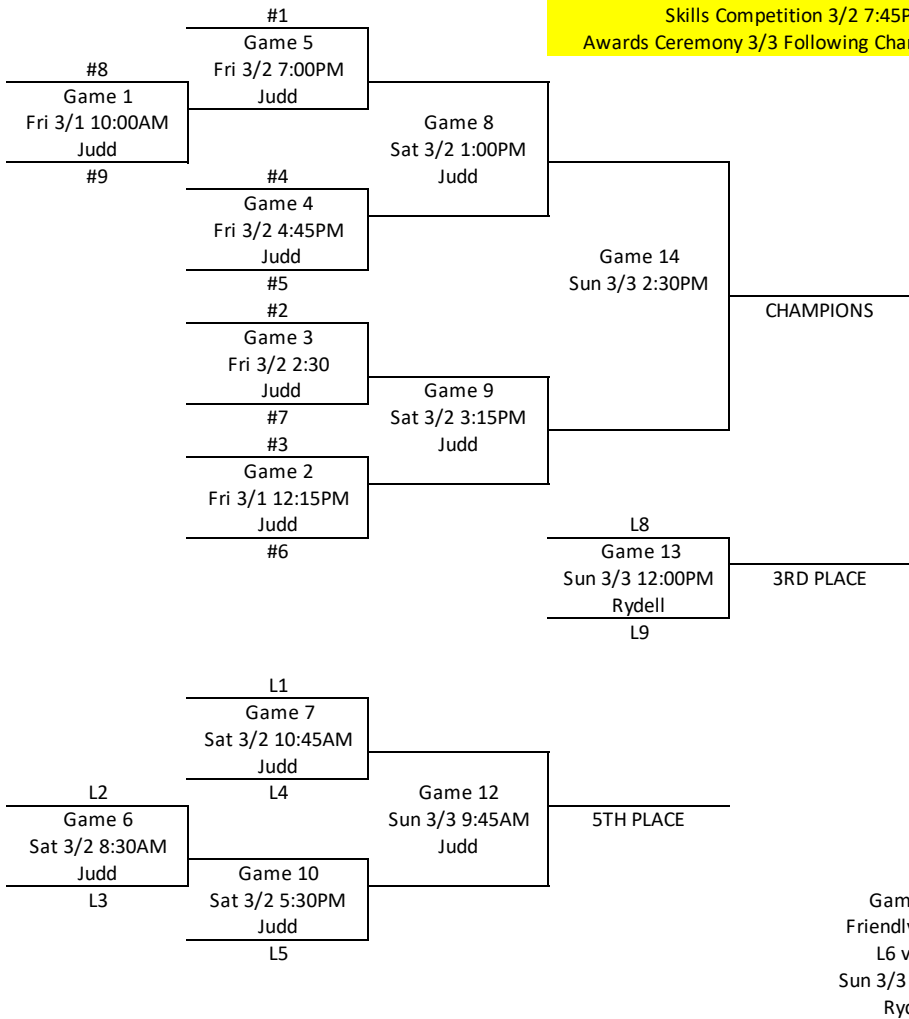 #1
Skills Competition 3/2
Game 5
Awards Ceremony 3/3 Following
#8
Fri 3/2 7:00PM
Game 1
Judd
Fri 3/1 10:00AM
Game 8
Judd
Sat 3/2 1:00PM
#9
#4
Judd
Game 4
Fri 3/2 4:45PM
Judd
Game 14
#5
Sun 3/3 2:30PM
#2
CHAMPIONS
Game 3
Fri 3/2 2:30
Judd
Game 9
#7
Sat 3/2 3:15PM
#3
Judd
Game 2
Fri 3/1 12:15PM
Judd
L8
#6
Game 13
Sun 3/3 12:00PM
3RD PLACE
Rydell
L9
L1
Game 7
Sat 3/2 10:45AM
Judd
L2
L4
Game 12
Game 6
Sun 3/3 9:45AM
5TH PLACE
Sat 3/2 8:30AM
Judd
Judd
Game 10
L3
Sat 3/2 5:30PM
Judd
L5
L6
Sun 3/3